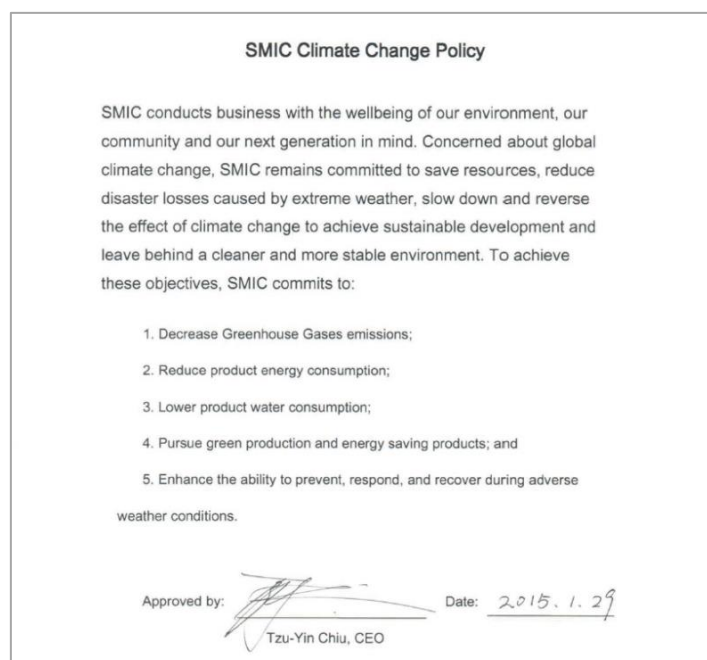 SMIC Climate Change Policy
SMIC conducts business with the wellbeing of our environment, our
community and our next generation in mind. Concerned about global
climate change, SMIC remains committed to save resources, reduce
disaster losses caused by extreme weather, slow down and reverse
the effect of climate change to achieve sustainable development and
leave behind a cleaner and more stable environment. To achieve
these objectives, SMIC commits to:
1. Decrease Greenhouse Gases emissions;
2. Reduce product energy consumption;
3. Lower product water consumption;
4. Pursue green production and energy saving products; and
5. Enhance the ability to prevent, respond, and recover during adverse
weather conditions.
Approved by: Date: 2015.1.29
Tzu-Yin Chiu, CEO